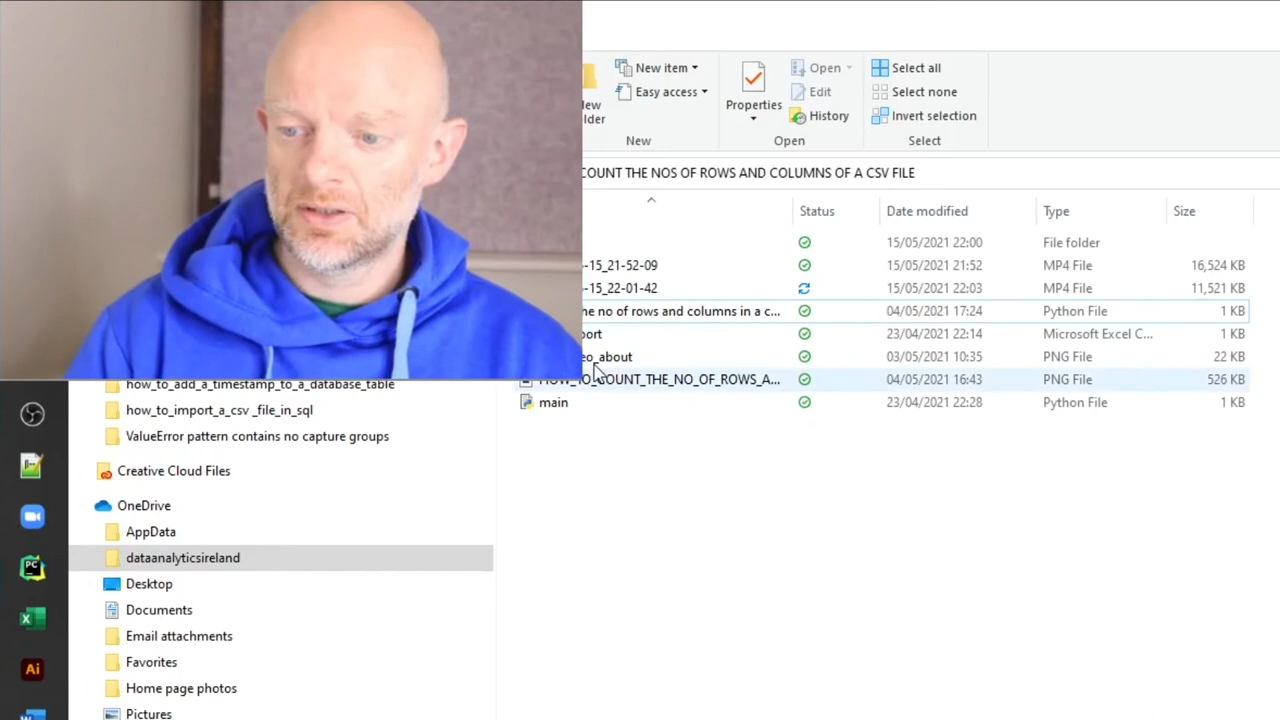 New item
Easy access
New
Properties
Open
Edit
History
Open
Select all
Select none
Invert selection
Select
COUNT THE NOS OF ROWS AND COLUMNS OF A CSV FILE
Status
Date modified
Type
Size
15/05/2021 22:00
File folder
-15_21-52-09
15/05/2021 21:52
MP4 File
16,524 KB
-15_22-01-42
15/05/2021 22:03
MP4 File
11,521 KB
no of rows and columns in a c...
04/05/2021 17:24
Python File
1 KB
23/04/2021 22:14
Microsoft Excel C...
1 KB
_about
03/05/2021 10:35
PNG File
22 KB
HOW_TO_COUNT_THE_NO_OF_ROWS_A...
04/05/2021 16:43
PNG File
526 KB
main
23/04/2021 22:28
Python File
1 KB
how_to_add_a_timestamp_to_a_database_table
how_to_import_a_csv _file_in_sql
ValueError pattern contains no capture groups
Creative Cloud Files
OneDrive
AppData
dataanalyticsireland
Desktop
Documents
Email attachments
Favorites
Home page photos
Pictures
PC
Ai